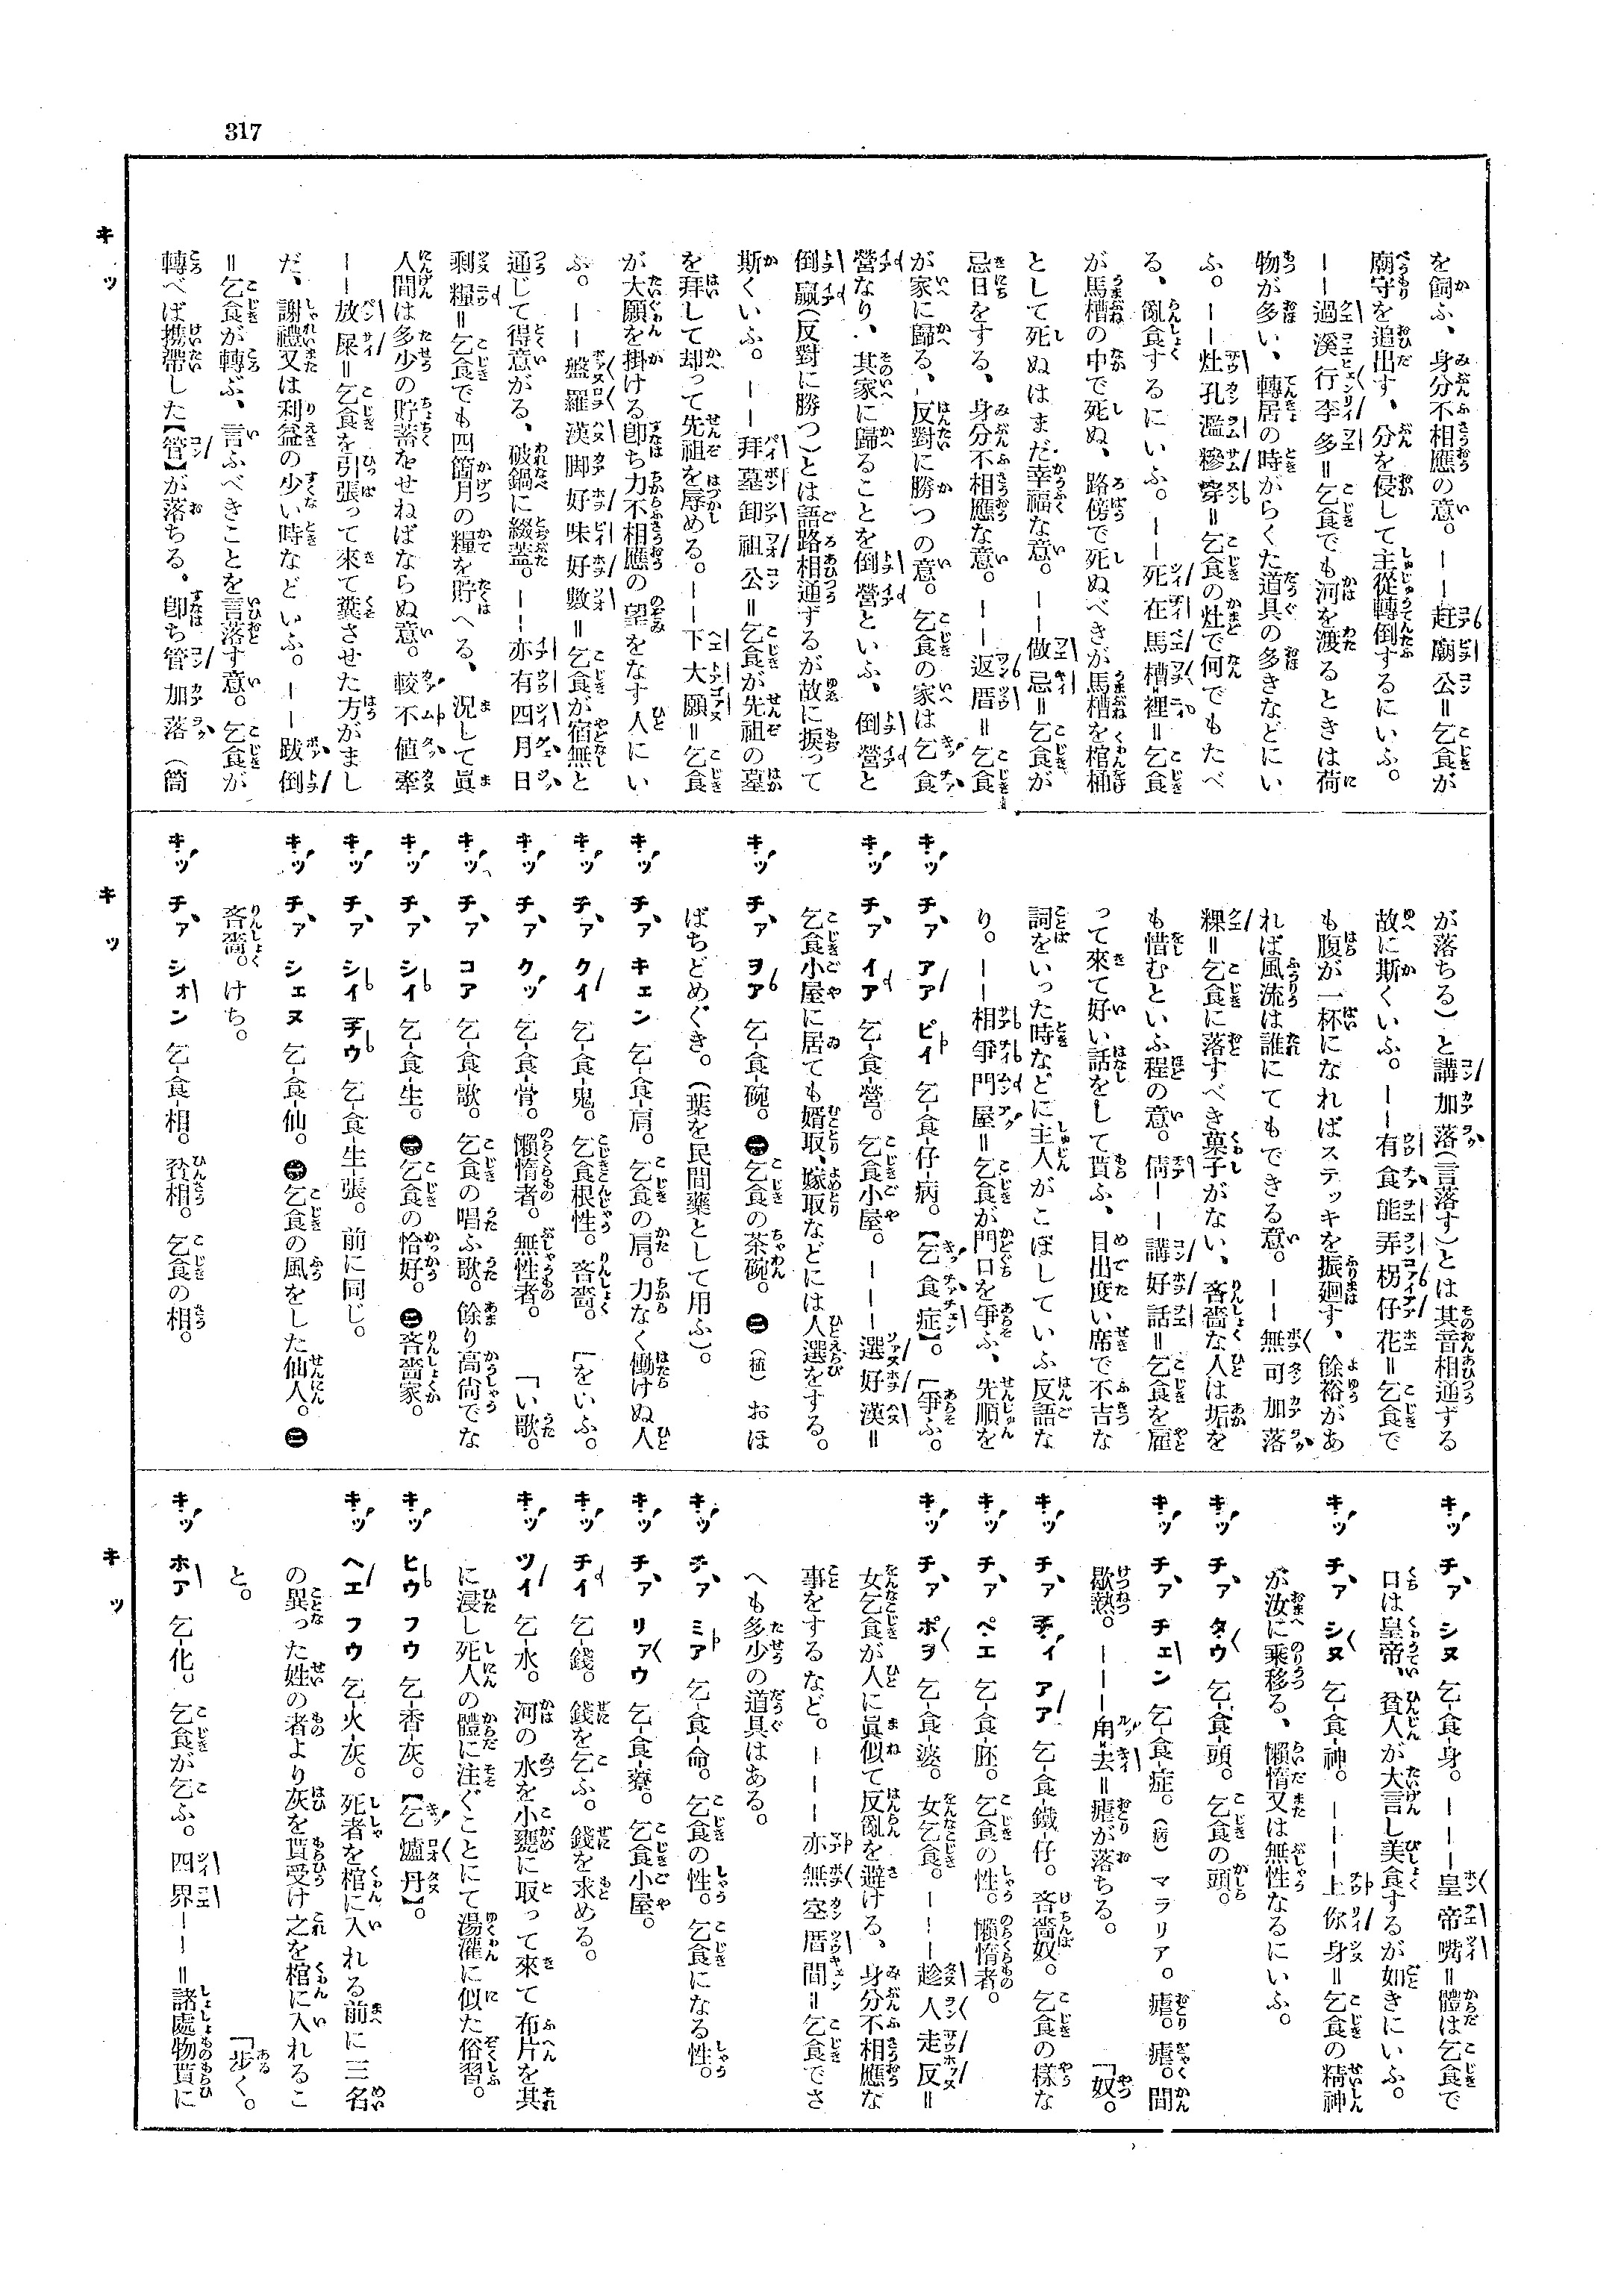 317
キッ
を飼ふ、身分不相應の意。――赶廟公＝乞食が
廟守を追出す、分を侵して主從轉倒するにいふ。
――過溪行李多＝乞食でも河を渡るときは荷
物が多い、轉居の時がらくた道具の多きなどにい
ふ。――灶孔濫糝穿＝乞食の灶で何でもたべ
る、亂食するにいふ。――死在馬槽裡＝乞食
が馬槽の中で死ぬ、路傍で死ぬべきが馬槽を棺桶
として死ぬはまだ幸福な意。――做忌＝乞食が
忌日をする、身分不相應な意。――返厝＝乞食
が家に歸る、反對に勝つの意。乞食の家は乞食
營なり、其家に歸ることを倒營といふ、倒營と
倒贏(反對に勝つ)とは語路相通ずるが故に捩って
斯くいふ。――拜墓卸祖公＝乞食が先祖の墓
を拜して却って先祖を辱める。――下大願＝乞食
が大願を掛ける卽ち力不相應の望をなす人にい
ふ。――盤羅漢脚好味好數＝乞食が宿無と
通じて得意がる、破鍋に綴蓋。――亦有四月日
剩糧＝乞食でも四箇月の糧を貯へる、況して眞
人間は多少の貯蓄をせねばならぬ意。較不値牽
――放屎＝乞食を引張って來て糞させた方がまし
だ、謝禮又は利益の少い時などいふ。――跋倒
＝乞食が轉ぶ、言ふべきことを言落す意。乞食が
轉べば携帶した【管】が落ちる、卽ち管加落（筒
キッ
が落ちる）と講加落(言落す)とは其音相通ずる
故に斯くいふ。――有食能弄柺仔花＝乞食で
も腹が一杯になればステッキを振廻す、餘裕があ
れば風流は誰にてもできる意。――無可加落
粿＝乞食に落すべき菓子がない、吝嗇な人は垢を
も惜むといふ程の意。倩――講好話＝乞食を雇
って來て好い話をして貰ふ、目出度い席で不吉な
詞をいった時などに主人がこぼしていふ反語な
り。――相爭門屋＝乞食が門口を爭ふ、先順を
キッ チァ アア ピイ 乞-食-仔-病。【乞食症】。「爭ふ。
キッ チァ イア 乞-食-營。乞食小屋。―――選好漢＝
乞食小屋に居ても婿取、嫁取などには人選をする。
キッ チァ ヲア 乞-食-碗。㊀乞食の茶碗。㊁（植）おほ
ばちどめぐき。（葉を民間藥として用ふ）。
キッ チァ キェン 乞-食-肩。乞食の肩。力なく働けぬ人
キッ チァ クイ 乞-食-鬼。乞食根性。吝嗇。「をいふ。
キッ チァ クッ 乞-食-骨。懶惰者。無性者。「い歌。
キッ チァ コア 乞-食-歌。乞食の唱ふ歌。餘り高尙でな
キッ チァ シイ 乞-食-生。㊀乞食の恰好。㊁吝嗇家。
キッ チァ シイ チウ 乞-食-生-張。前に同じ。
キッ チァ シェヌ 乞-食-仙。㊀乞食の風をした仙人。㊁
吝嗇。けち。
キッ チァ シォン 乞-食-相。貧相。乞食の相。
キッ
キッ チァ シヌ 乞-食-身。―――皇帝嘴＝體は乞食で
口は皇帝、貧人が大言し美食するが如きにいふ。
キッ チァ シヌ 乞-食-神。―――上你身＝乞食の精神
が汝に乘移る、懶惰又は無性なるにいふ。
キッ チァ タウ 乞-食-頭。乞食の頭。
キッ チァ チェン 乞-食-症。（病）マラリア。瘧。瘧。間
歇熱。―――甪去＝瘧が落ちる。「奴。
キッ チァ チィ アア 乞-食-鐵-仔。吝嗇奴。乞食の樣な
キッ チァ ペエ 乞-食-胚。乞食の性。懶惰者。
キッ チァ ポヲ 乞-食-婆。女乞食。―――趁人走反＝
女乞食が人に眞似て反亂を避ける、身分不相應な
事をするなど。―――亦無空厝間＝乞食でさ
へも多少の道具はある。
キッ チァ ミア 乞-食-命。乞食の性。乞食になる性。
キッ チァ リァウ 乞-食-寮。乞食小屋。
キッ チイ 乞-錢。錢を乞ふ。錢を求める。
キッ ツイ 乞-水。河の水を小甕に取って來て布片を其
に浸し死人の體に注ぐことにて湯灌に似た俗習。
キッ ヒウ フウ 乞-香-灰。【乞爐丹】。
キッ ヘエ フウ 乞-火-灰。死者を棺に入れる前に三名
の異った姓の者より灰を貰受け之を棺に入れるこ
と。「步く。
キッ ホア 乞-化。乞食が乞ふ。四界――＝諸處物貰に